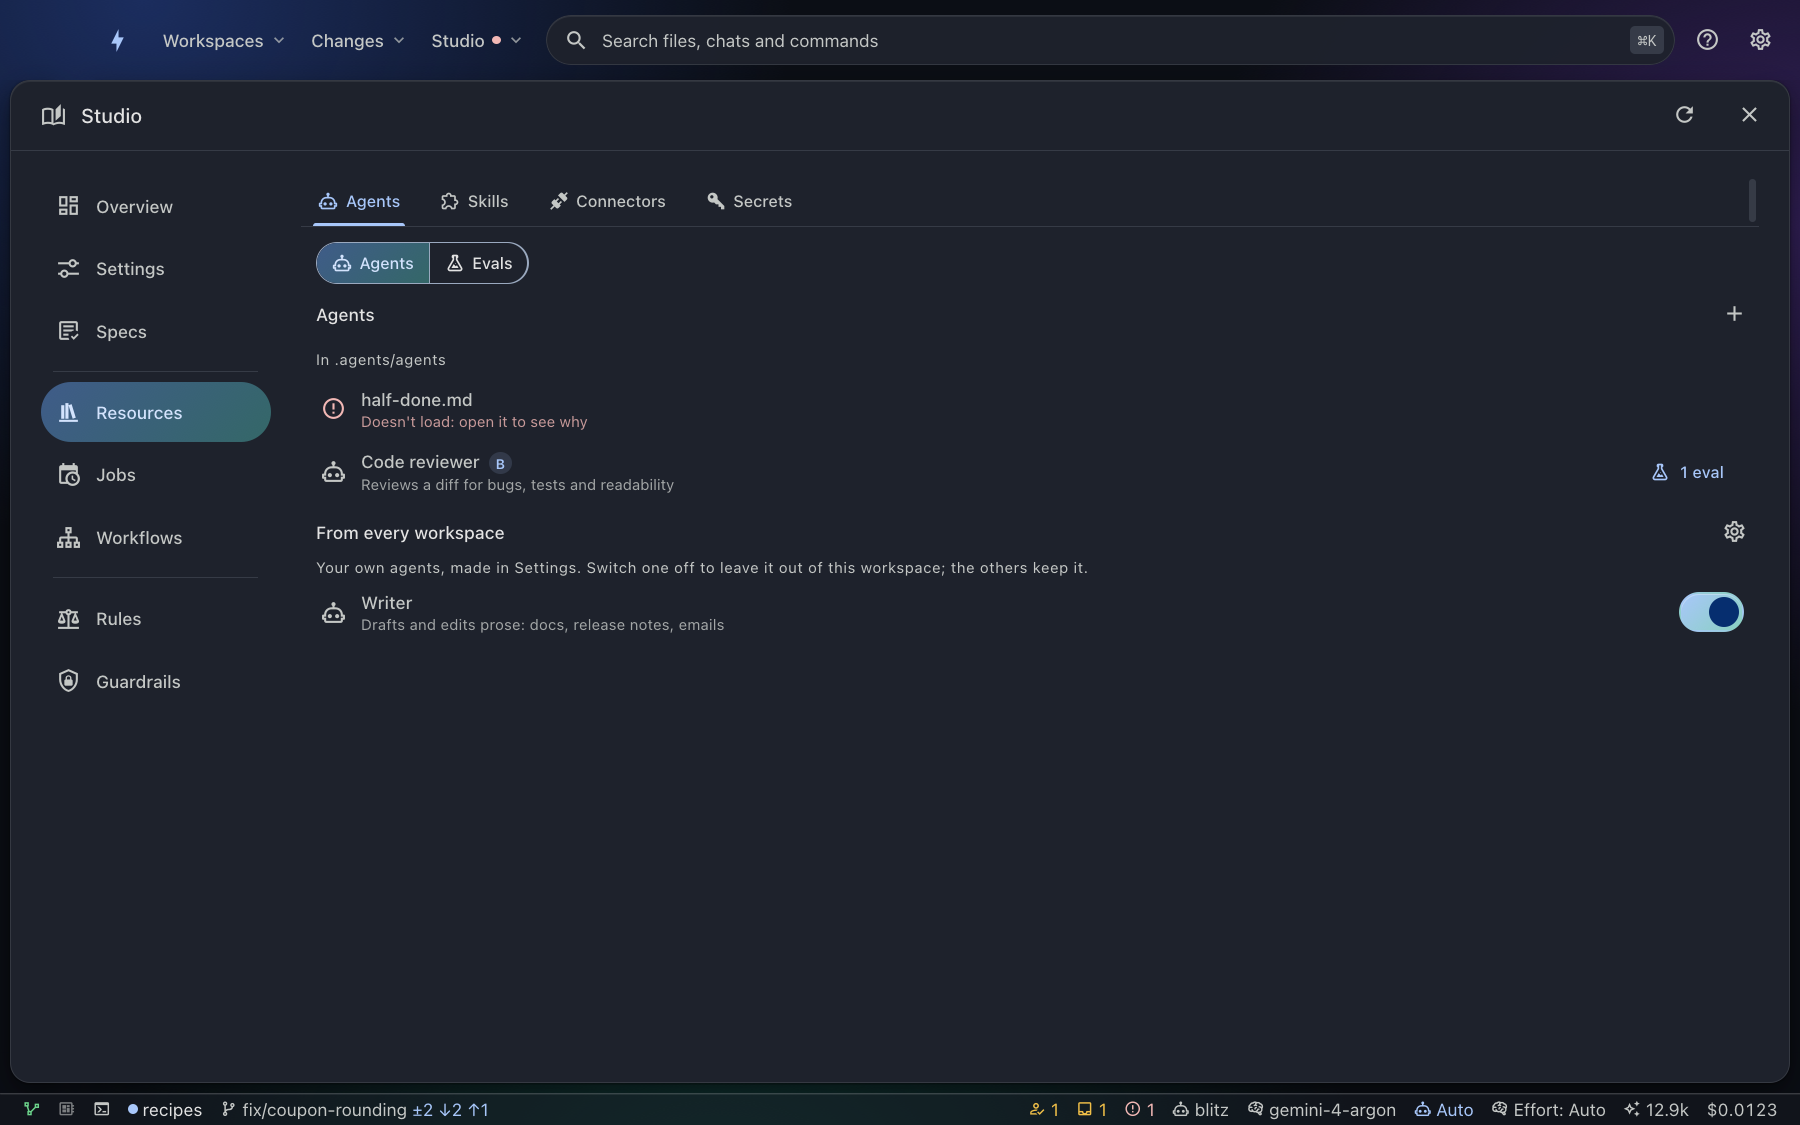 Workspaces
Changes
Studio
Search files, chats and commands
⌘K
Studio
Overview
Settings
Specs
Resources
Jobs
Workflows
Rules
Guardrails
Agents
Skills
Connectors
Secrets
Agents
Evals
Agents
In .agents/agents
half-done.md
Doesn't load: open it to see why
Code reviewer B
Reviews a diff for bugs, tests and readability
1 eval
From every workspace
Your own agents, made in Settings. Switch one off to leave it out of this workspace; the others keep it.
Writer
Drafts and edits prose: docs, release notes, emails
recipes fix/coupon-rounding ±2 ↓2 ↑1 1 1 1 blitz gemini-4-argon Auto Effort: Auto 12.9k $0.0123